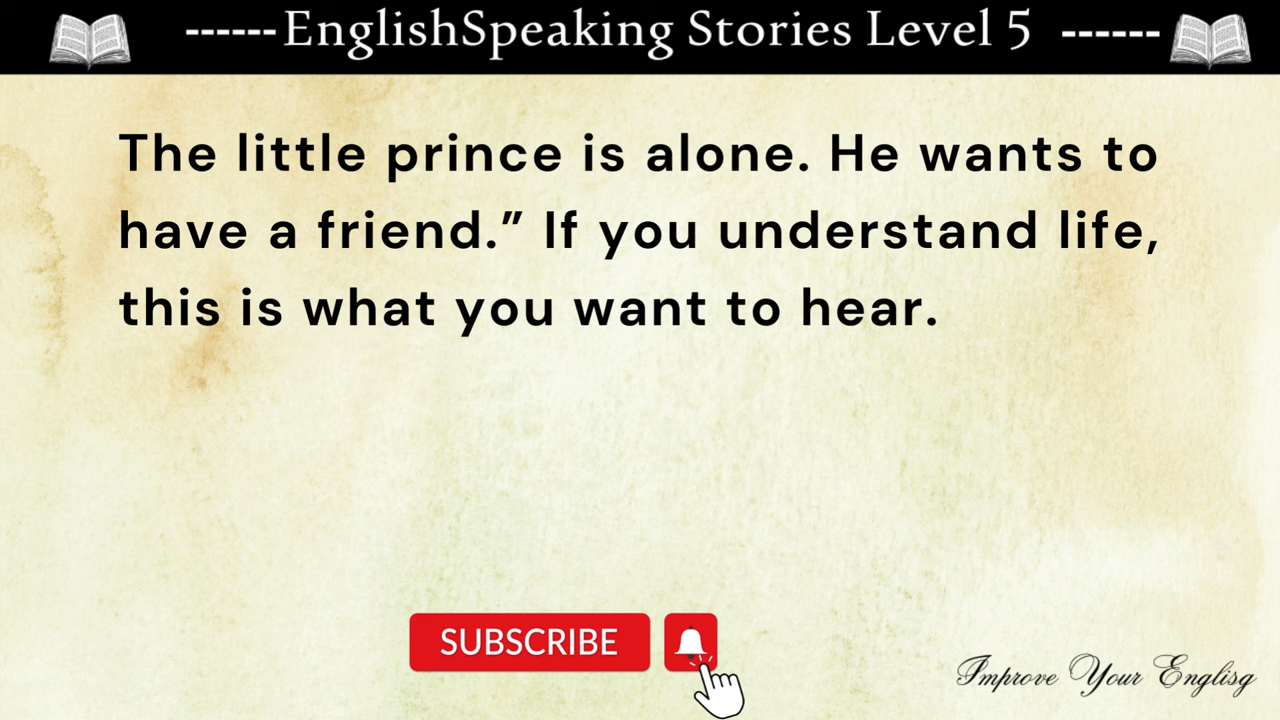 ------EnglishSpeaking Stories Level 5 ------
The little prince is alone. He wants to
have a friend.” If you understand life,
this is what you want to hear.
SUBSCRIBE
Improve Your Englisg